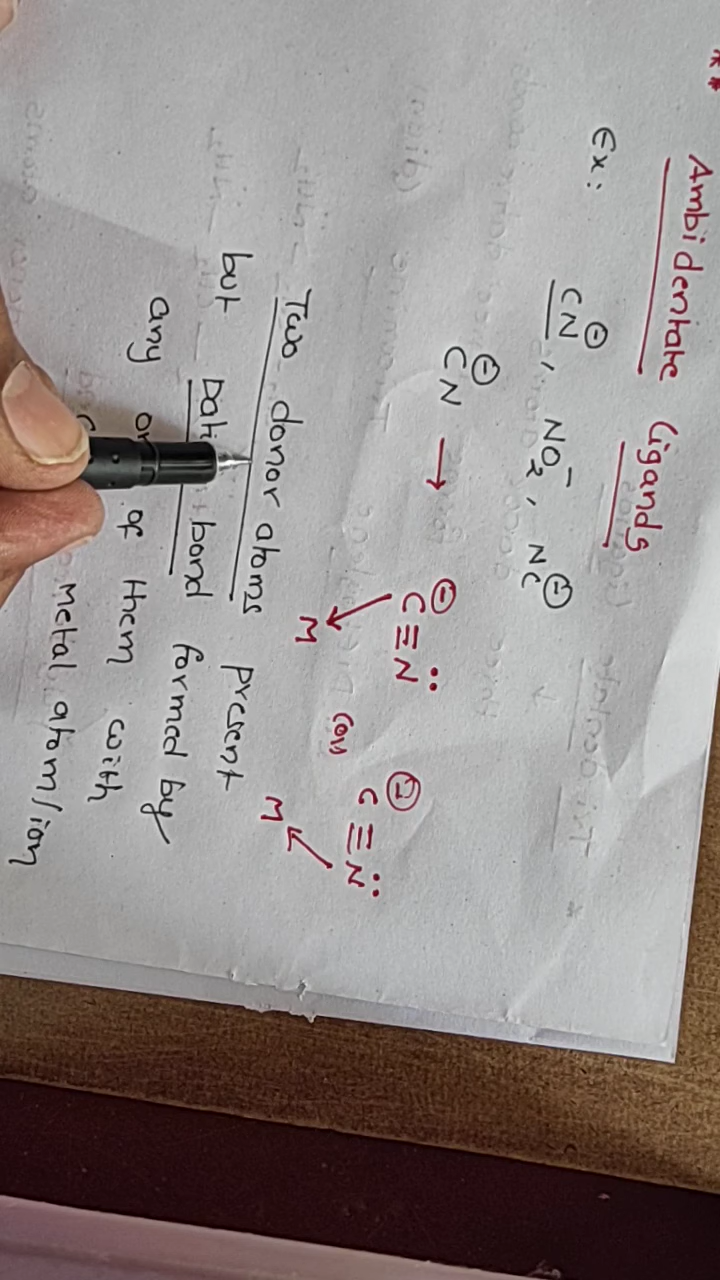 **
Ambidentate Ligands
Ex: CN⊖, NO₂⁻, NC⊖
CN⊖ → ⊖C≡N: (or) ⊖C≡N:
M M
Two donor atoms present
but bond formed by
any of them with
metal atom/ion